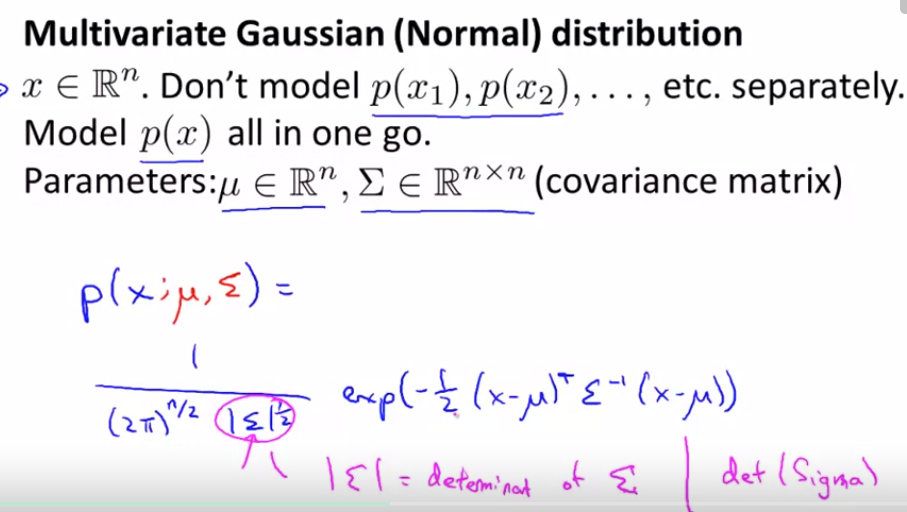 Multivariate Gaussian (Normal) distribution
x ∈ ℝⁿ. Don't model p(x₁), p(x₂), . . . , etc. separately.
Model p(x) all in one go.
Parameters: μ ∈ ℝⁿ, Σ ∈ ℝⁿˣⁿ (covariance matrix)
p(x; μ, Σ) =
1
(2π)^(n/2) |Σ|^(1/2) exp(-1/2 (x-μ)ᵀ Σ⁻¹ (x-μ))
|Σ| = determinat of Σ | det(Sigma)